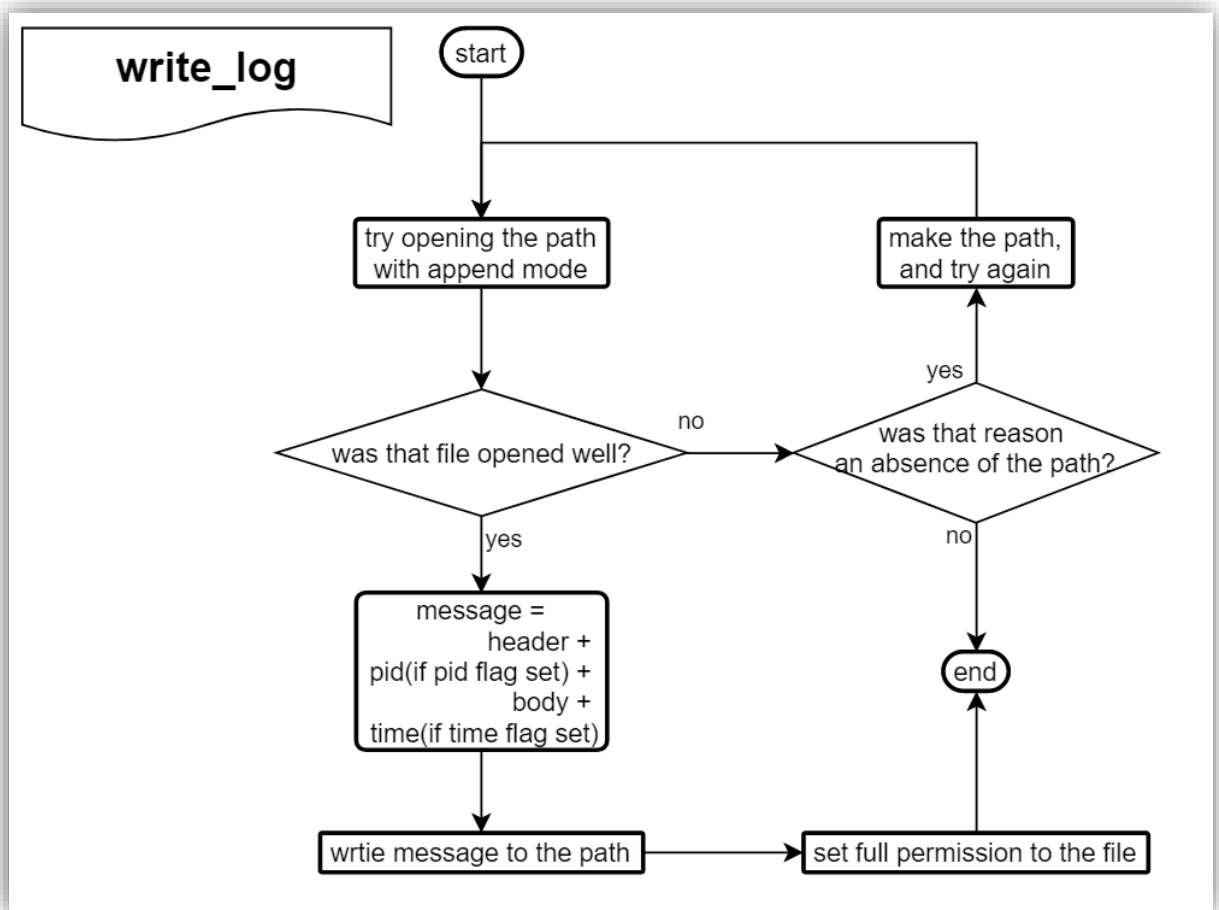 write_log
start
try opening the path
with append mode
make the path,
and try again
yes
was that file opened well?
no
was that reason
an absence of the path?
yes
no
message =
header +
pid(if pid flag set) +
body +
time(if time flag set)
end
wrtie message to the path
set full permission to the file